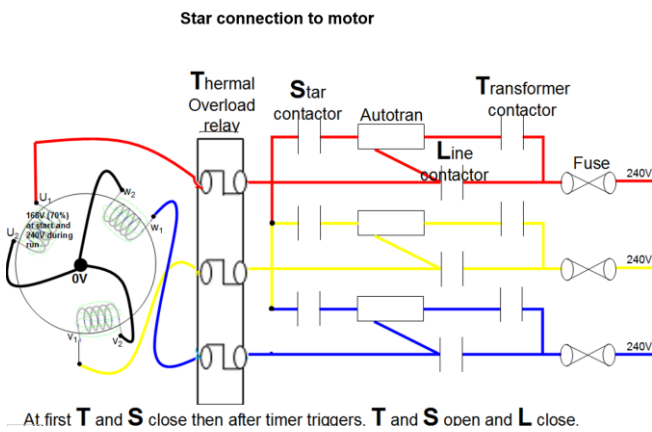 Star connection to motor
Thermal
Overload
relay
Star
contactor
Autotran
Transformer
contactor
Line
contactor
Fuse
240V
240V
240V
U1
U2
W2
W1
V1
V2
168V (70%)
at start and
240V during
run
0V
At first T and S close then after timer triggers, T and S open and L close.